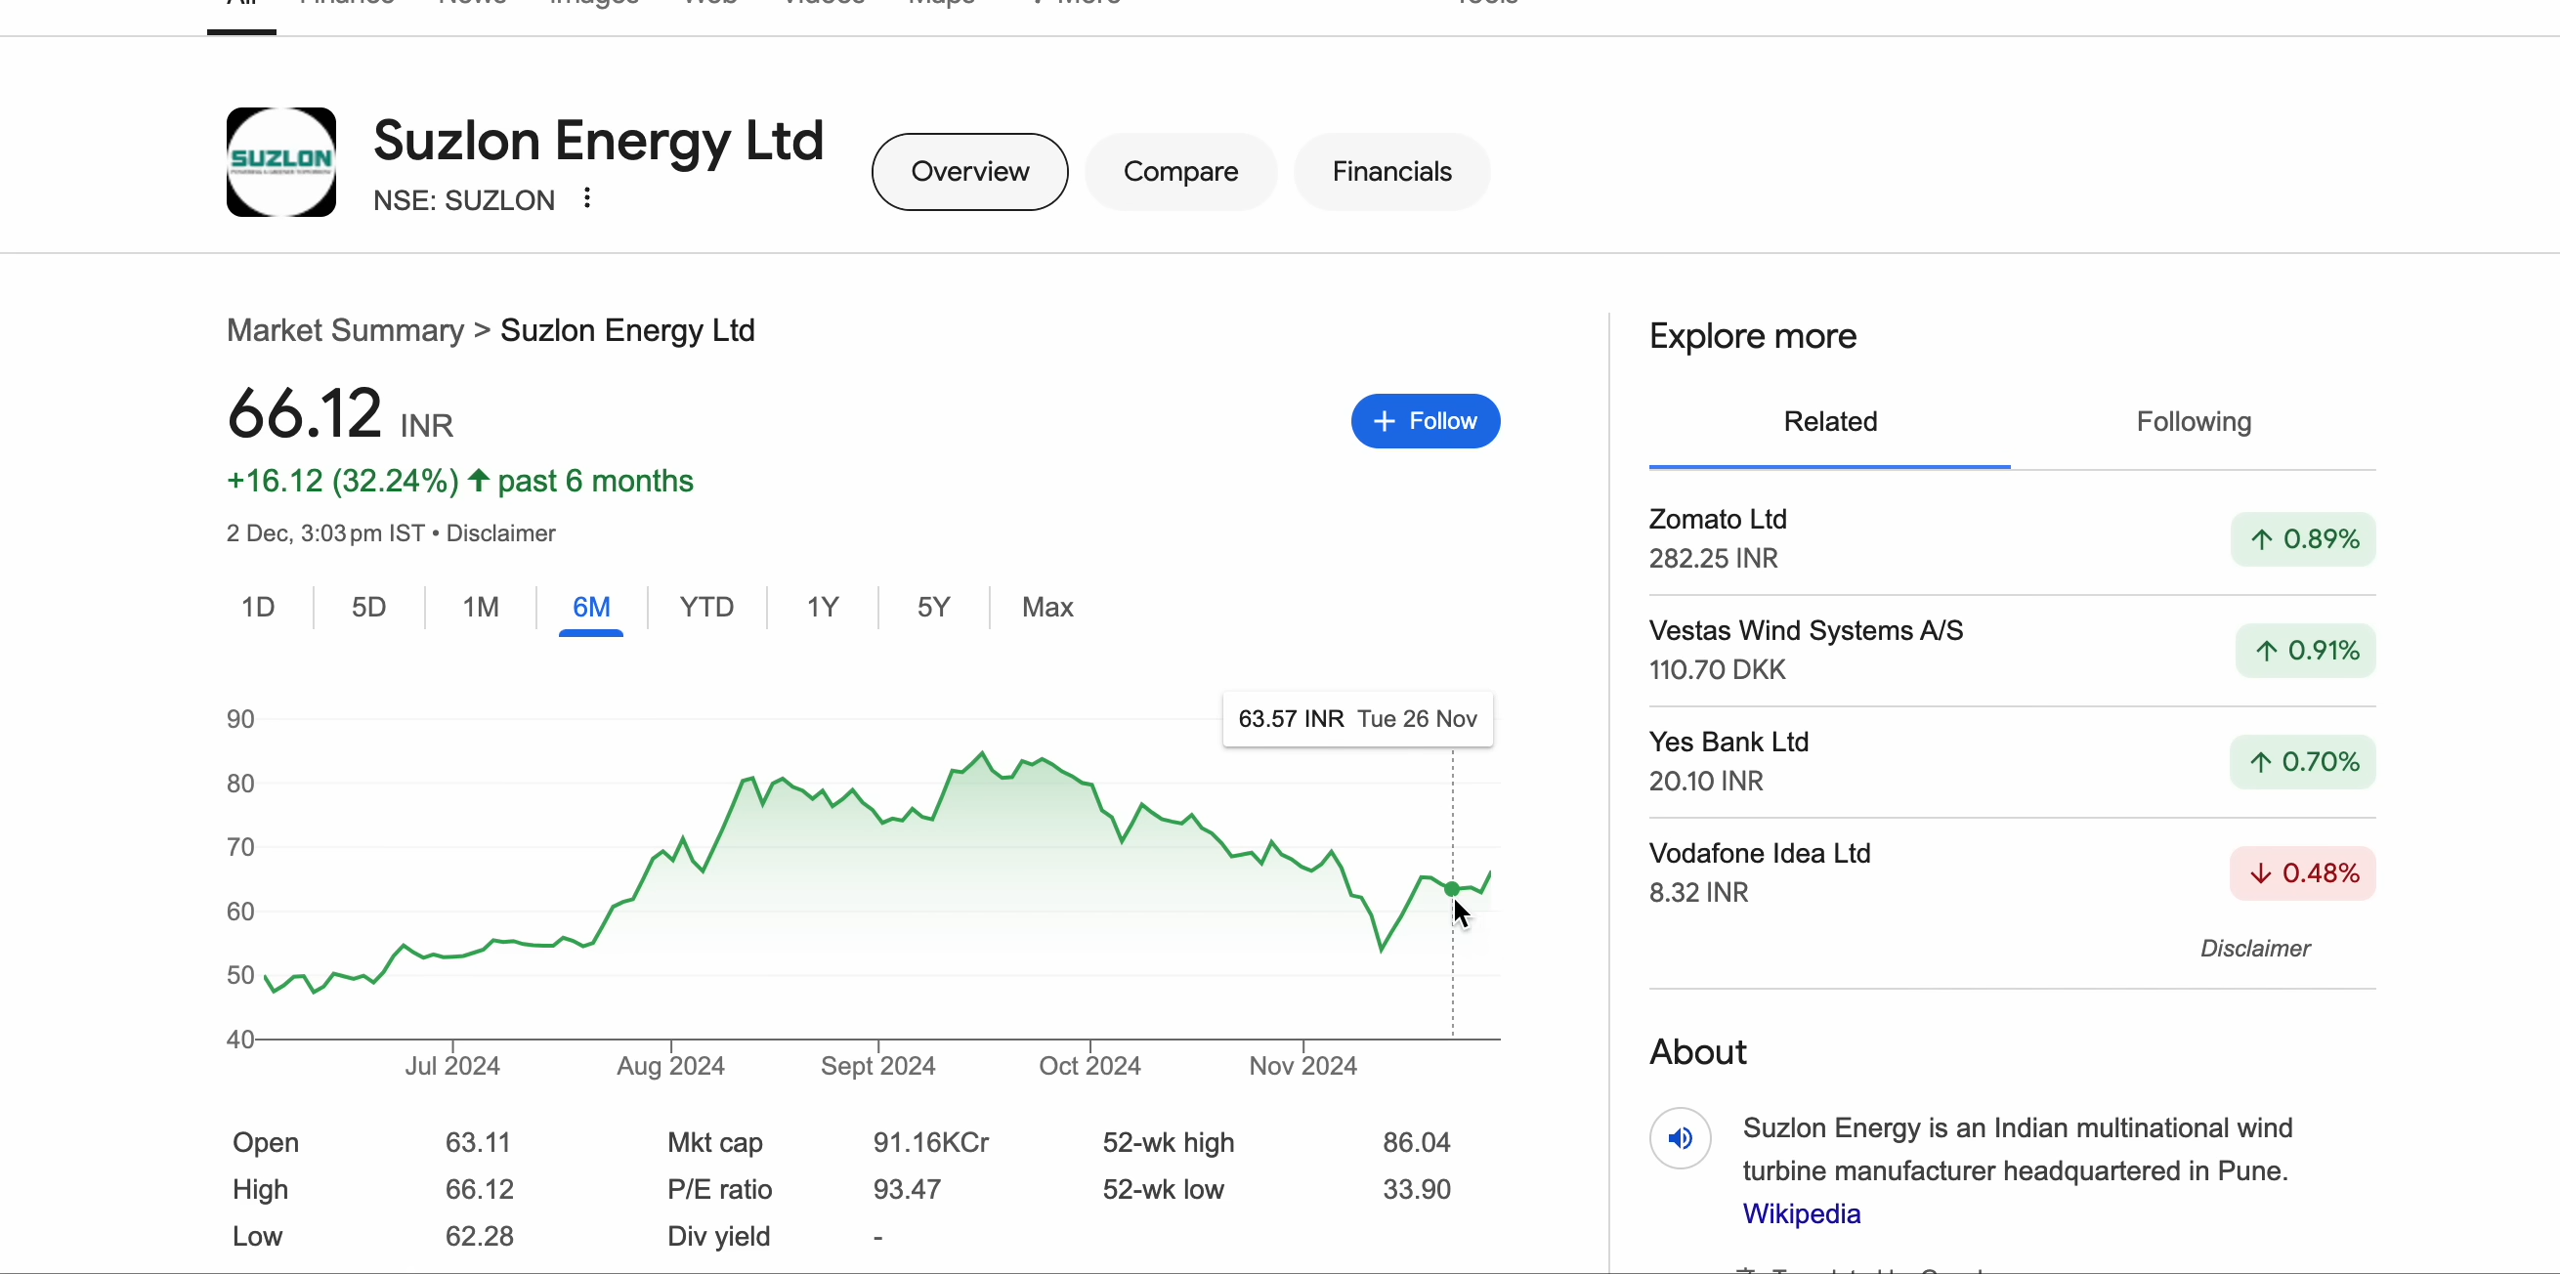 Suzlon Energy Ltd
NSE: SUZLON
Overview
Compare
Financials
SUZLON
Market Summary > Suzlon Energy Ltd
66.12 INR
+16.12 (32.24%) ↑ past 6 months
2 Dec, 3:03 pm IST • Disclaimer
+ Follow
1D 5D 1M 6M YTD 1Y 5Y Max
63.57 INR Tue 26 Nov
90
80
70
60
50
40
Jul 2024 Aug 2024 Sept 2024 Oct 2024 Nov 2024
Open 63.11 Mkt cap 91.16KCr 52-wk high 86.04
High 66.12 P/E ratio 93.47 52-wk low 33.90
Low 62.28 Div yield -
Explore more
Related Following
Zomato Ltd
282.25 INR
↑ 0.89%
Vestas Wind Systems A/S
110.70 DKK
↑ 0.91%
Yes Bank Ltd
20.10 INR
↑ 0.70%
Vodafone Idea Ltd
8.32 INR
↓ 0.48%
Disclaimer
About
Suzlon Energy is an Indian multinational wind
turbine manufacturer headquartered in Pune.
Wikipedia